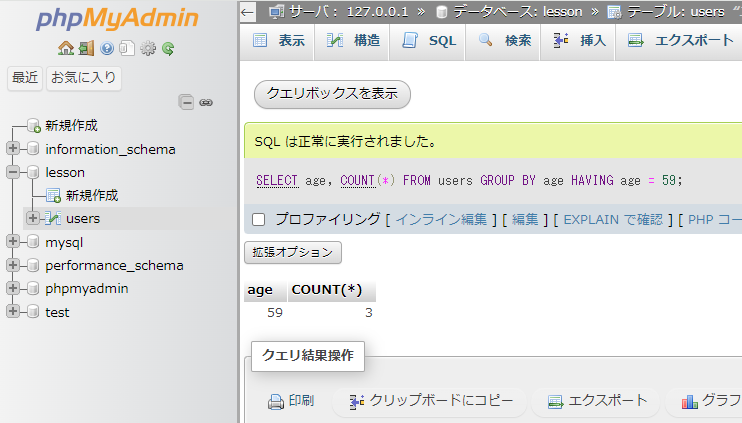 phpMyAdmin
最近 お気に入り
新規作成
information_schema
lesson
新規作成
users
mysql
performance_schema
phpmyadmin
test
サーバ: 127.0.0.1 » データベース: lesson » テーブル: users
表示 構造 SQL 検索 挿入 エクスポート
クエリボックスを表示
SQL は正常に実行されました。
SELECT age, COUNT(*) FROM users GROUP BY age HAVING age = 59;
プロファイリング [ インライン編集 ] [ 編集 ] [ EXPLAIN で確認 ] [ PHP コー
拡張オプション
age COUNT(*)
59 3
クエリ結果操作
印刷 クリップボードにコピー エクスポート グラフ